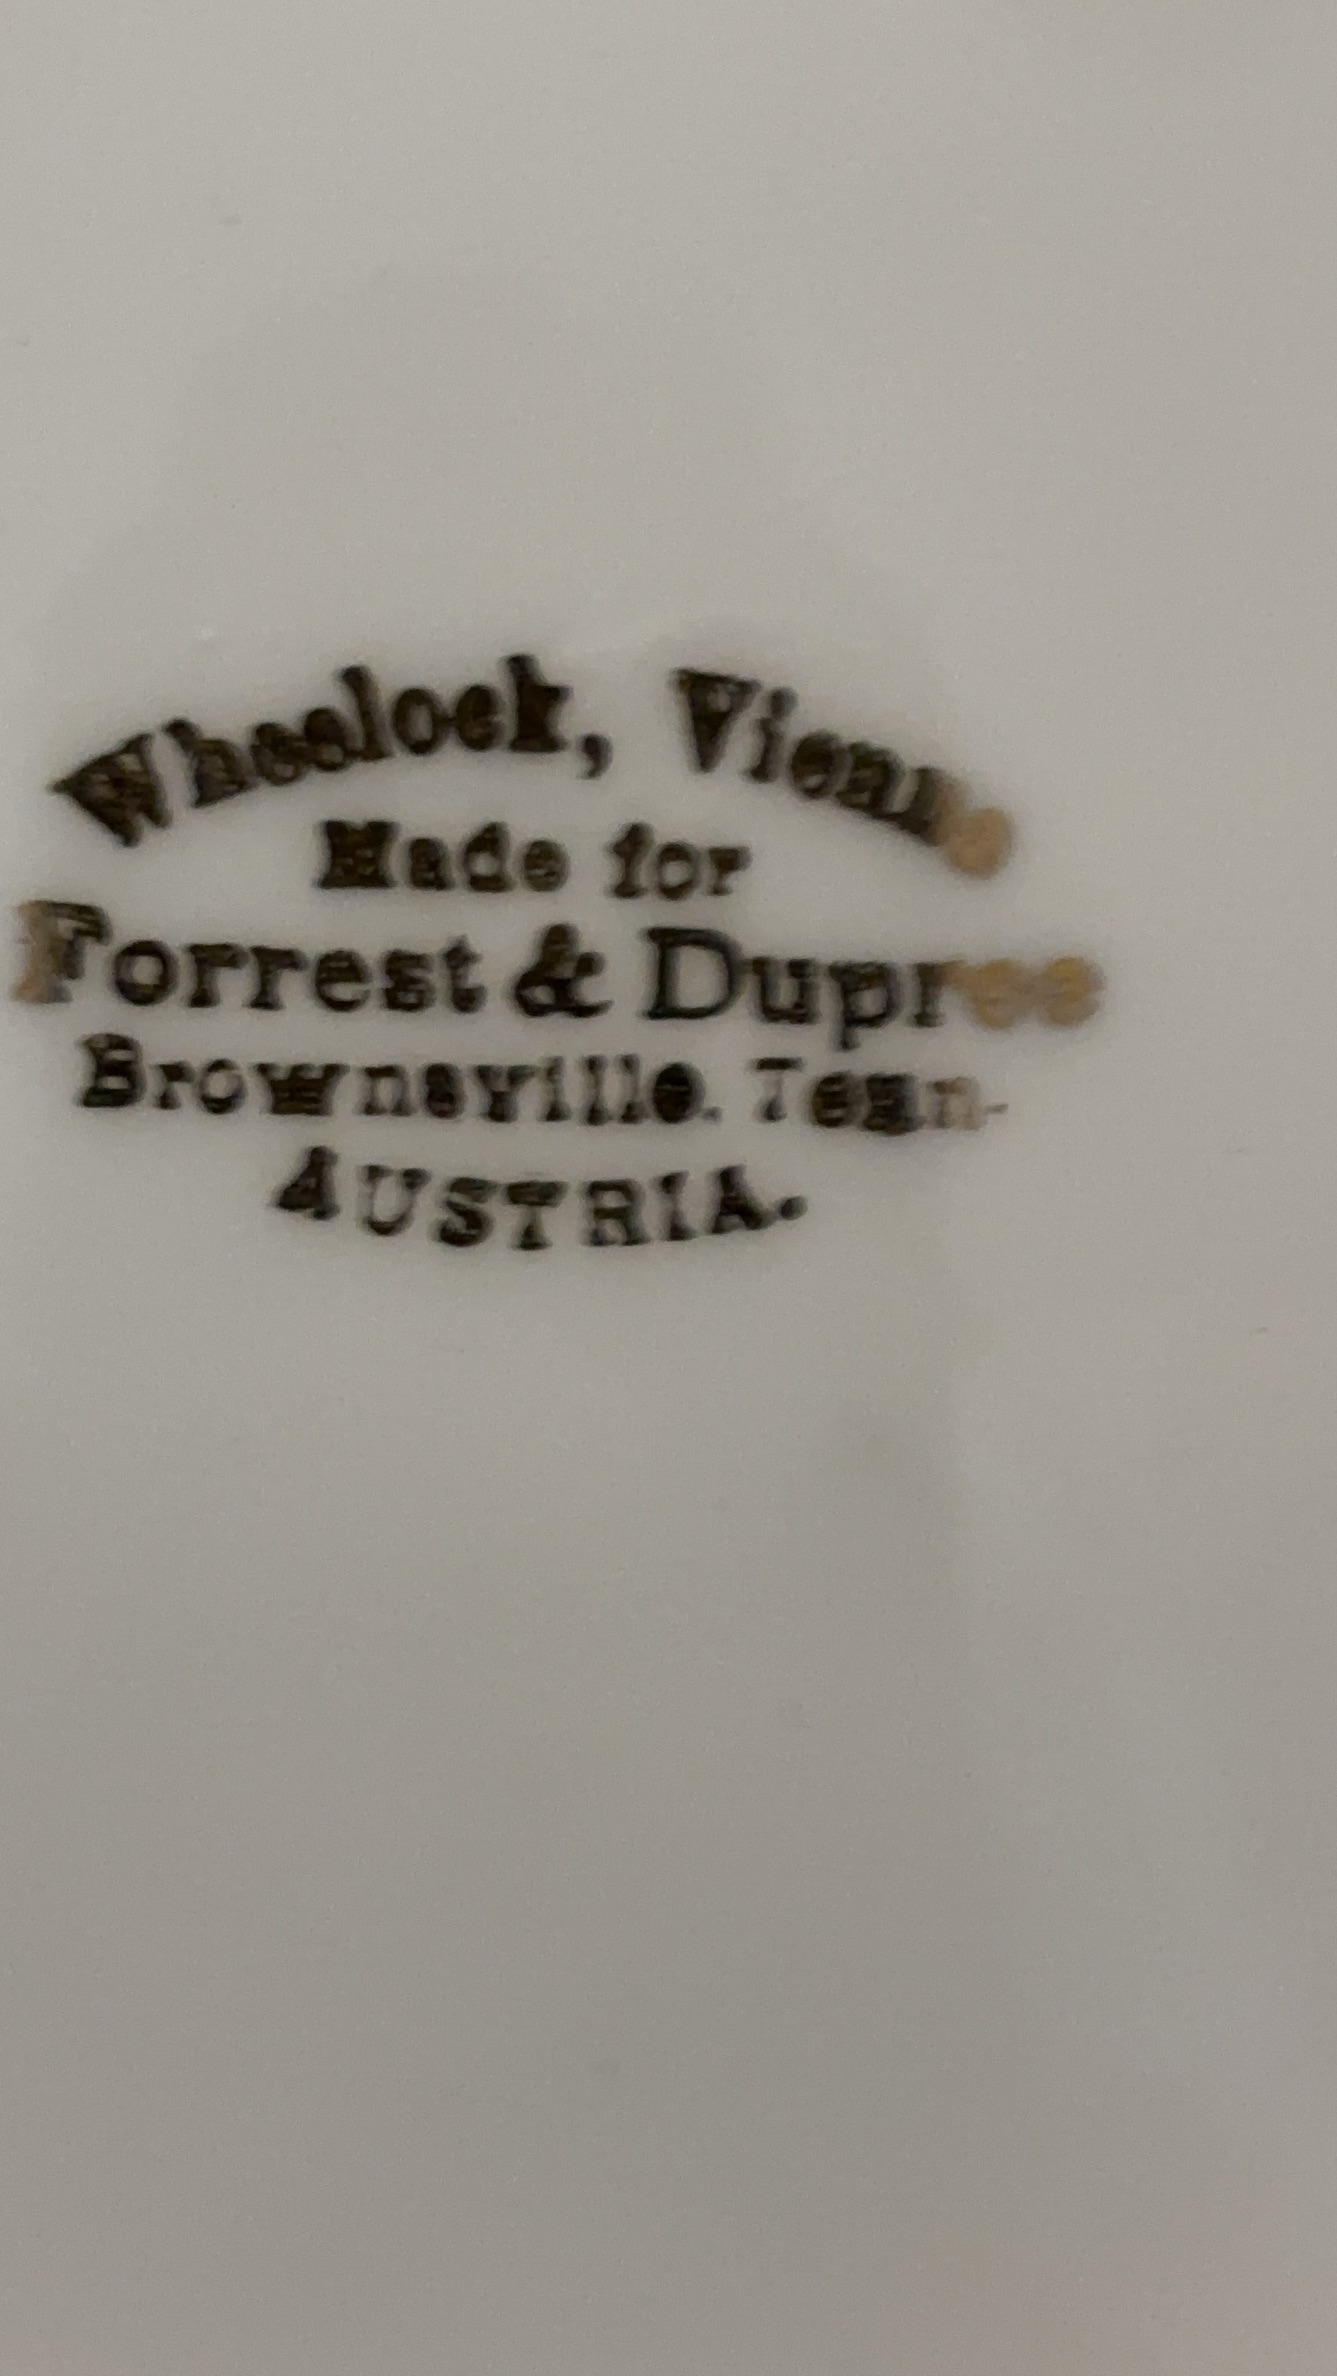 Wheelock, Vienna
Made for
Forrest & Dupree
Brownsville. Tenn.
AUSTRIA.